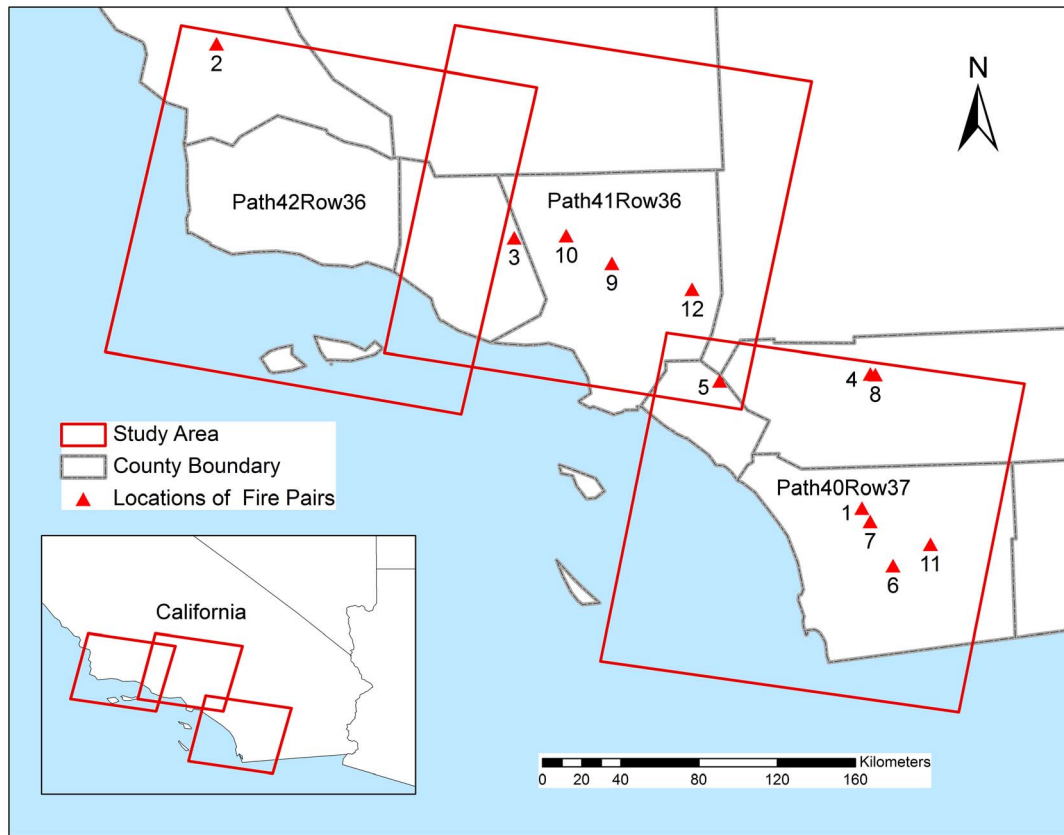 N
2
Path42Row36
Path41Row36
3
10
9
12
5
4
8
Study Area
County Boundary
Locations of Fire Pairs
Path40Row37
1
7
6
11
California
Kilometers
0 20 40 80 120 160